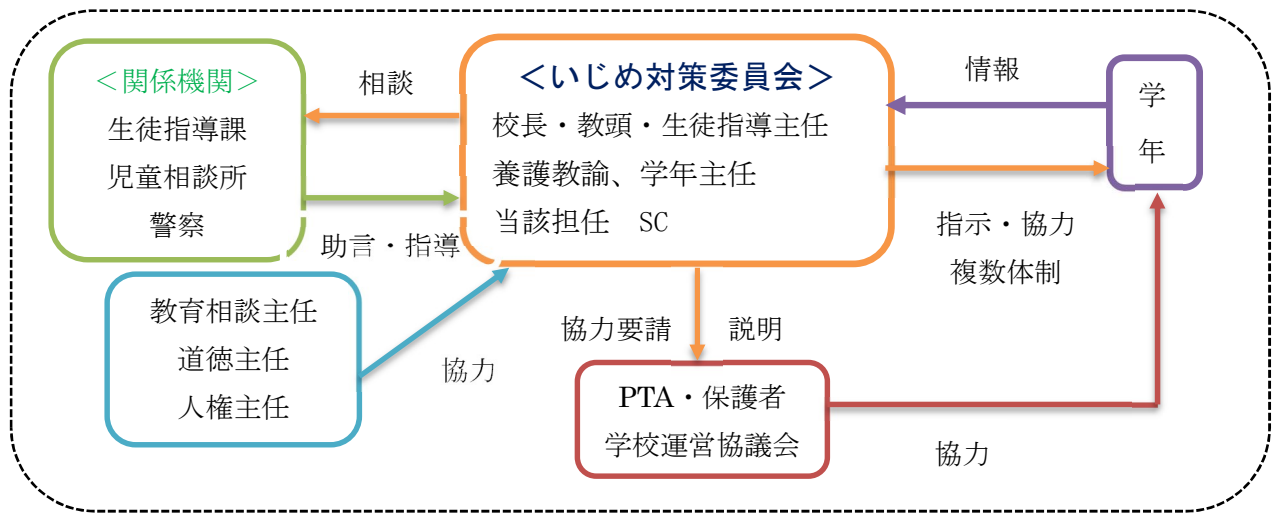 ＜関係機関＞
生徒指導課
児童相談所
警察
相談
助言・指導
＜いじめ対策委員会＞
校長・教頭・生徒指導主任
養護教諭、学年主任
当該担任　SC
情報
学
年
指示・協力
複数体制
教育相談主任
道徳主任
人権主任
協力
協力要請　　説明
PTA・保護者
学校運営協議会
協力